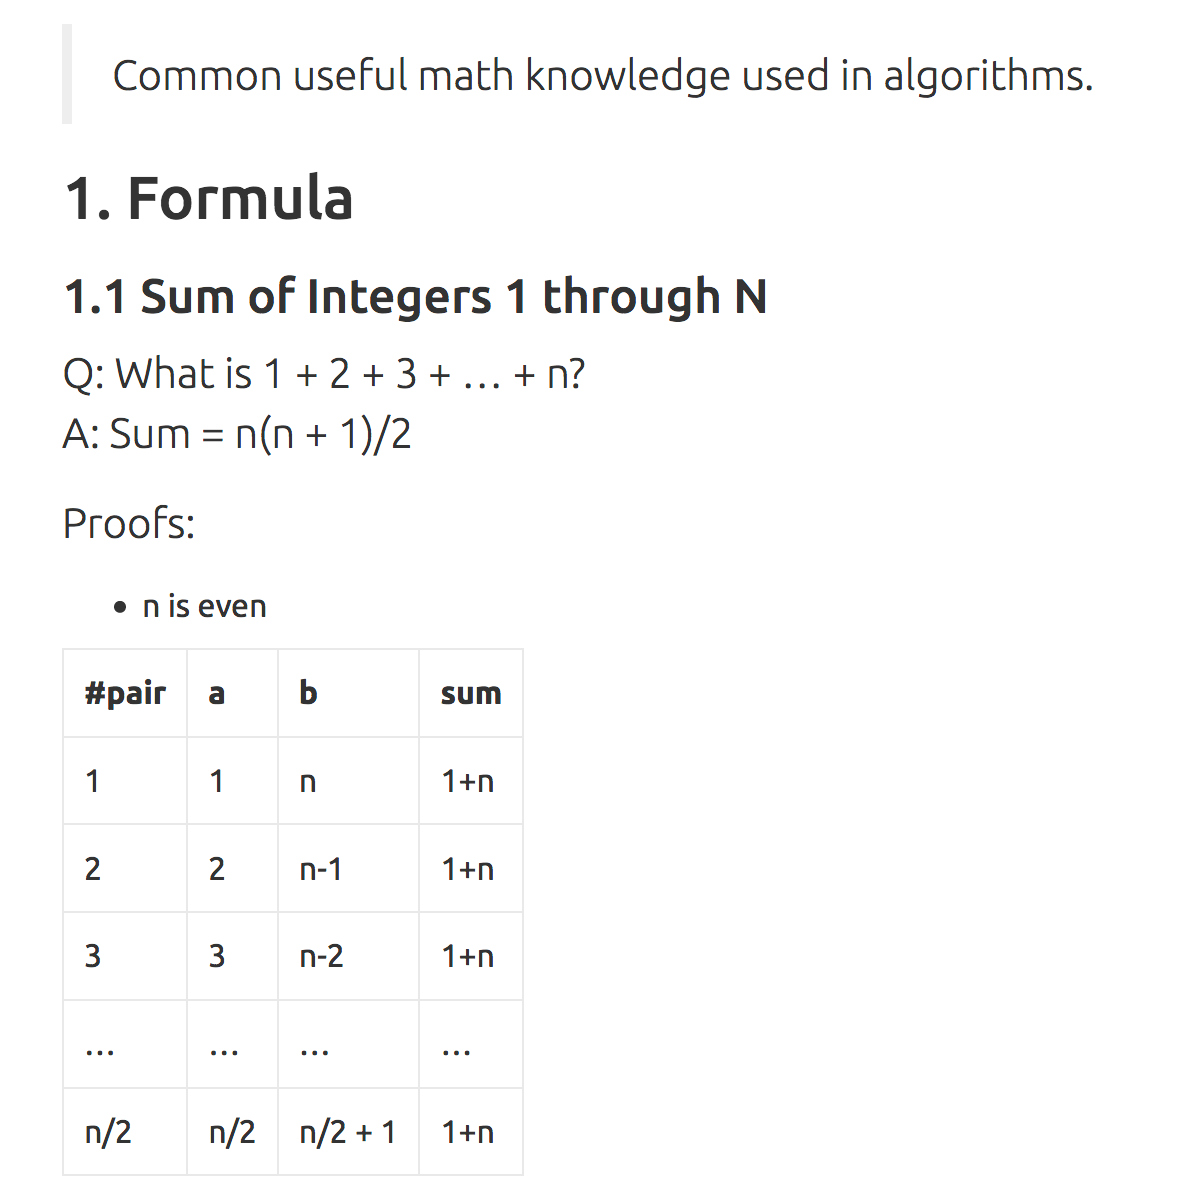 Common useful math knowledge used in algorithms.
1. Formula
1.1 Sum of Integers 1 through N
Q: What is 1 + 2 + 3 + … + n?
A: Sum = n(n + 1)/2
Proofs:
• n is even
#pair a b sum
1 1 n 1+n
2 2 n-1 1+n
3 3 n-2 1+n
… … … …
n/2 n/2 n/2 + 1 1+n